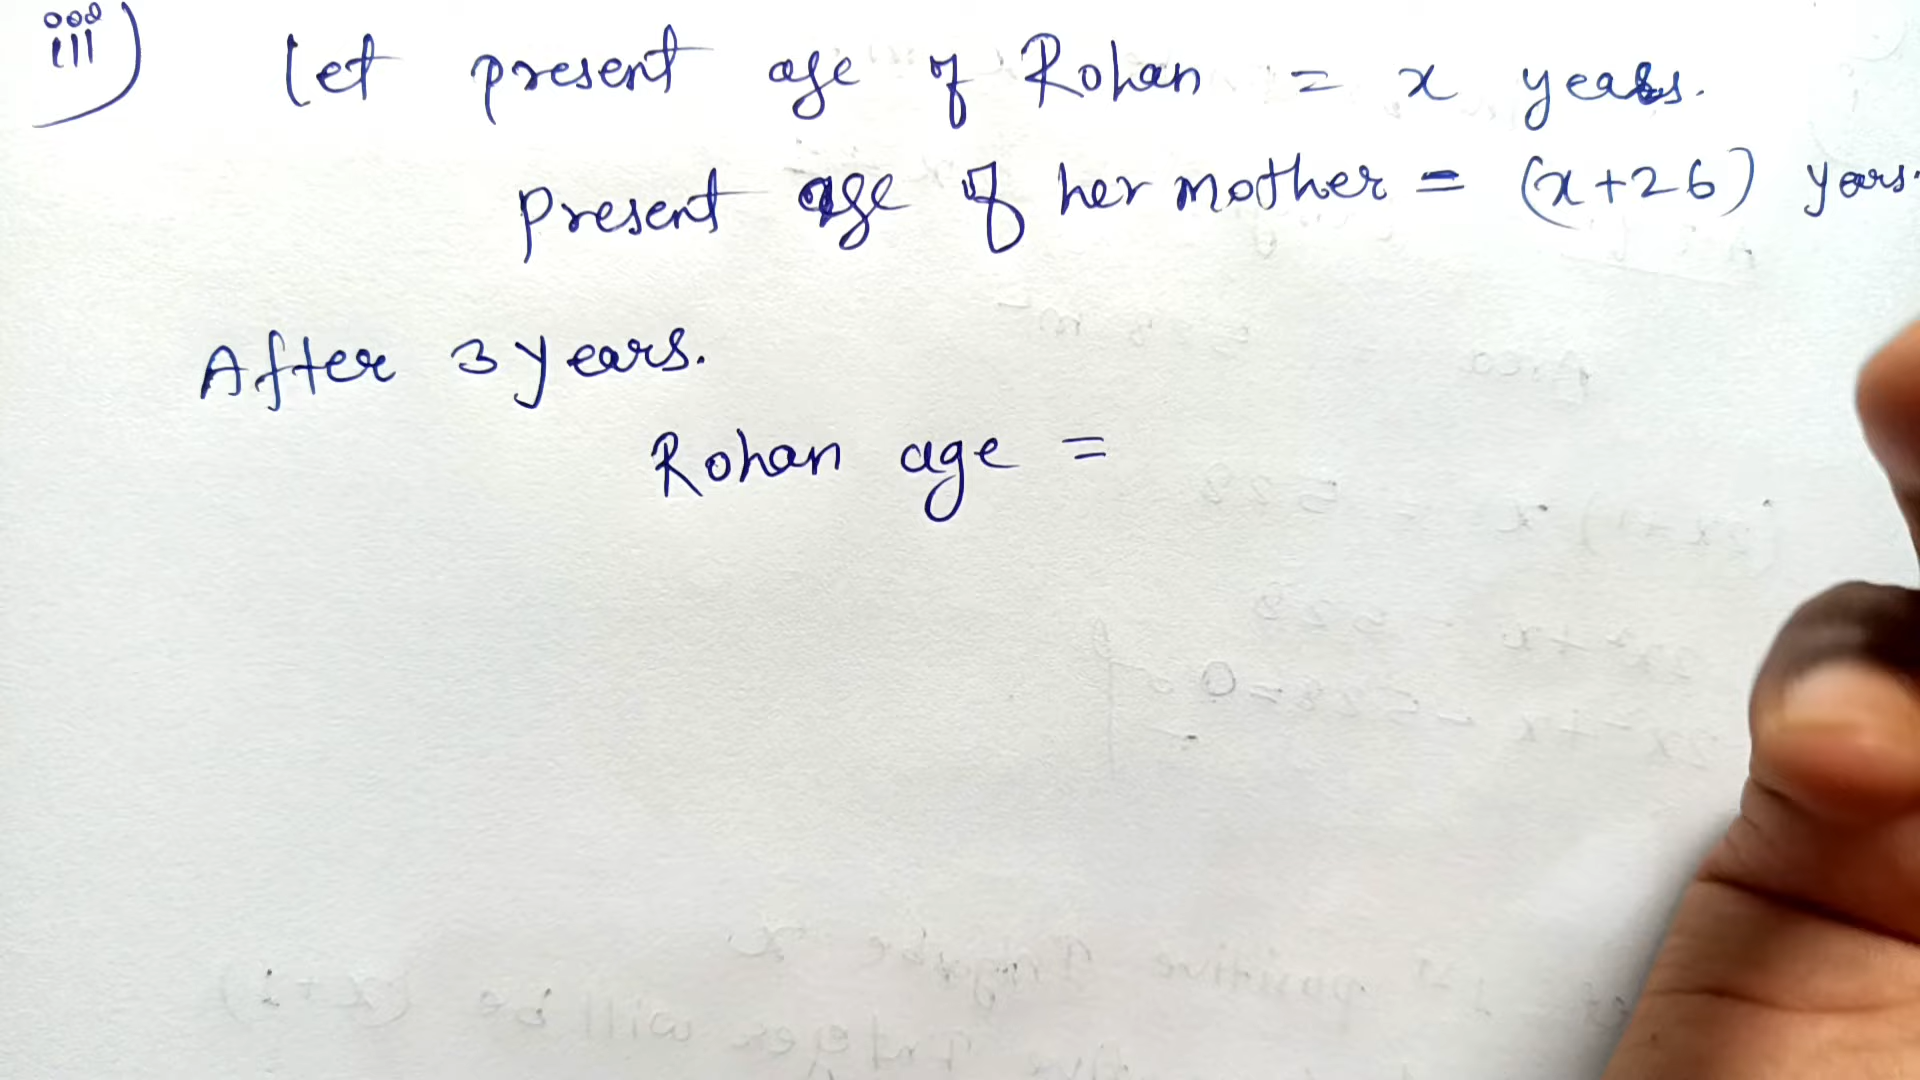 iii) let present age of Rohan = x years.
present age of her mother = (x+26) years.
After 3 years.
Rohan age =